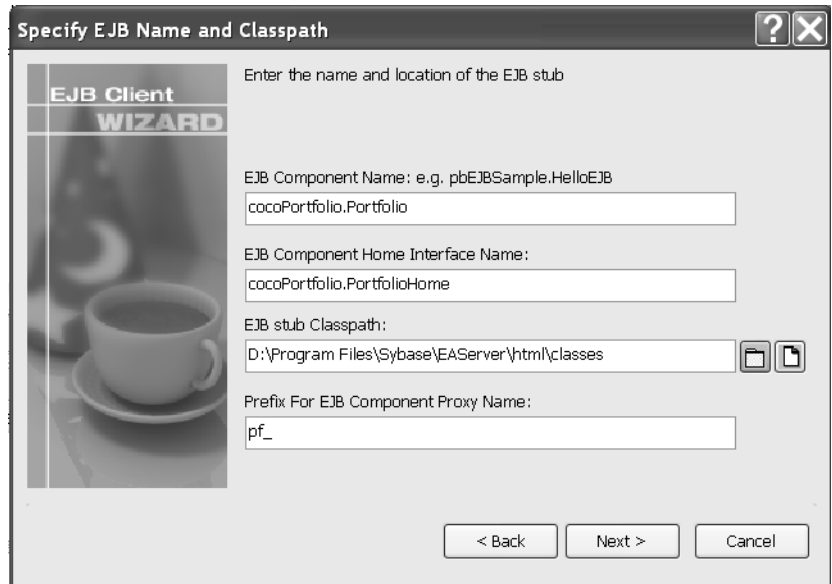 Specify EJB Name and Classpath
EJB Client
WIZARD
Enter the name and location of the EJB stub
EJB Component Name: e.g. pbEJBSample.HelloEJB
cocoPortfolio.Portfolio
EJB Component Home Interface Name:
cocoPortfolio.PortfolioHome
EJB stub Classpath:
D:\Program Files\Sybase\EAServer\html\classes
Prefix For EJB Component Proxy Name:
pf_
< Back
Next >
Cancel